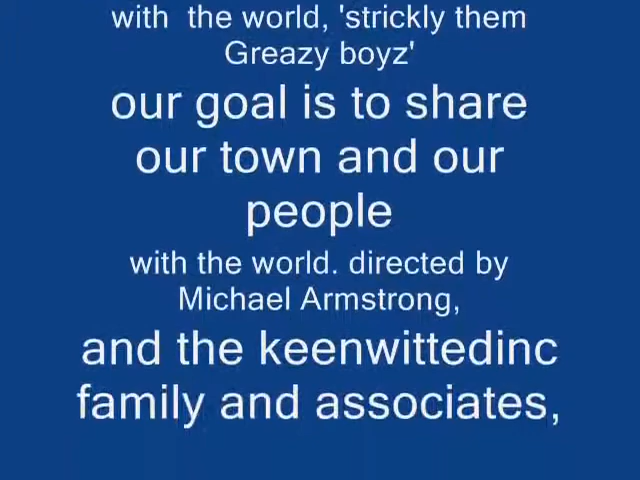 with  the world, 'strickly them
Greazy boyz'
our goal is to share
our town and our
people
with the world. directed by
Michael Armstrong,
and the keenwittedinc
family and associates,